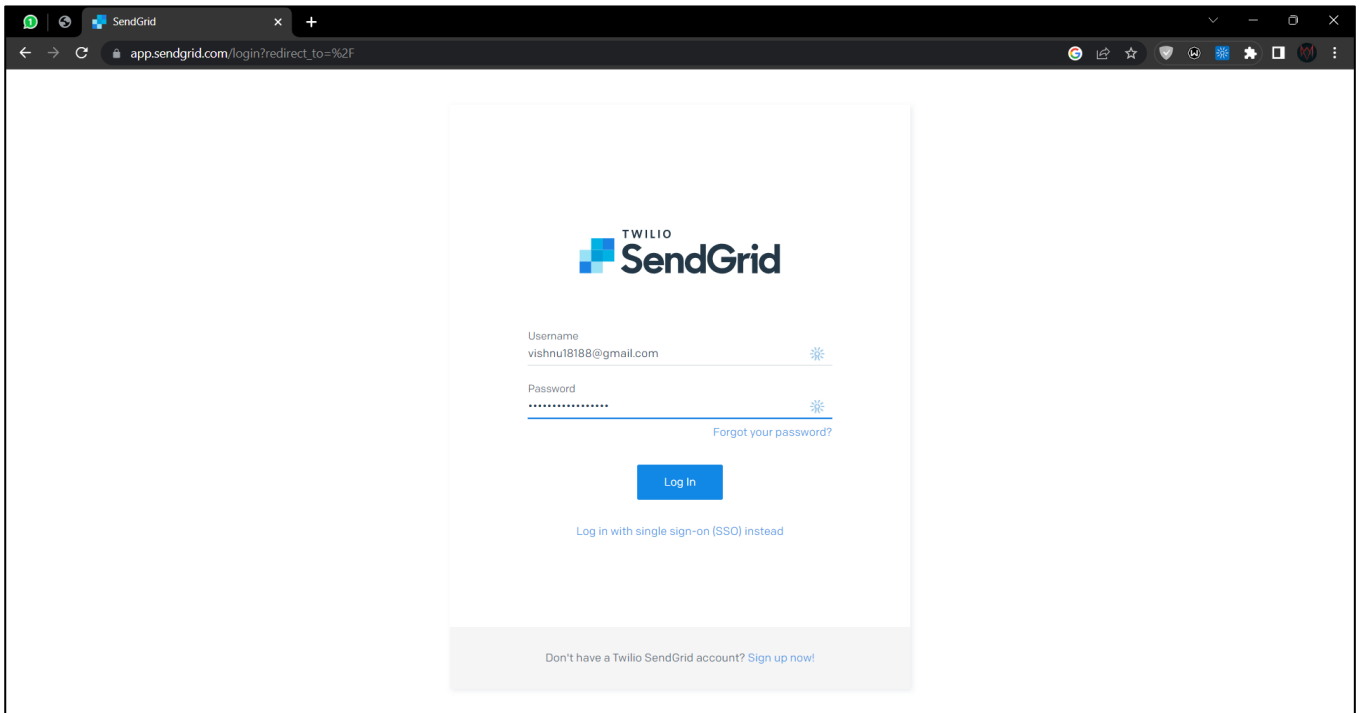 SendGrid
app.sendgrid.com/login?redirect_to=%2F
TWILIO
SendGrid
Username
vishnu18188@gmail.com
Password
•••••••••••••••••
Forgot your password?
Log In
Log in with single sign-on (SSO) instead
Don't have a Twilio SendGrid account? Sign up now!